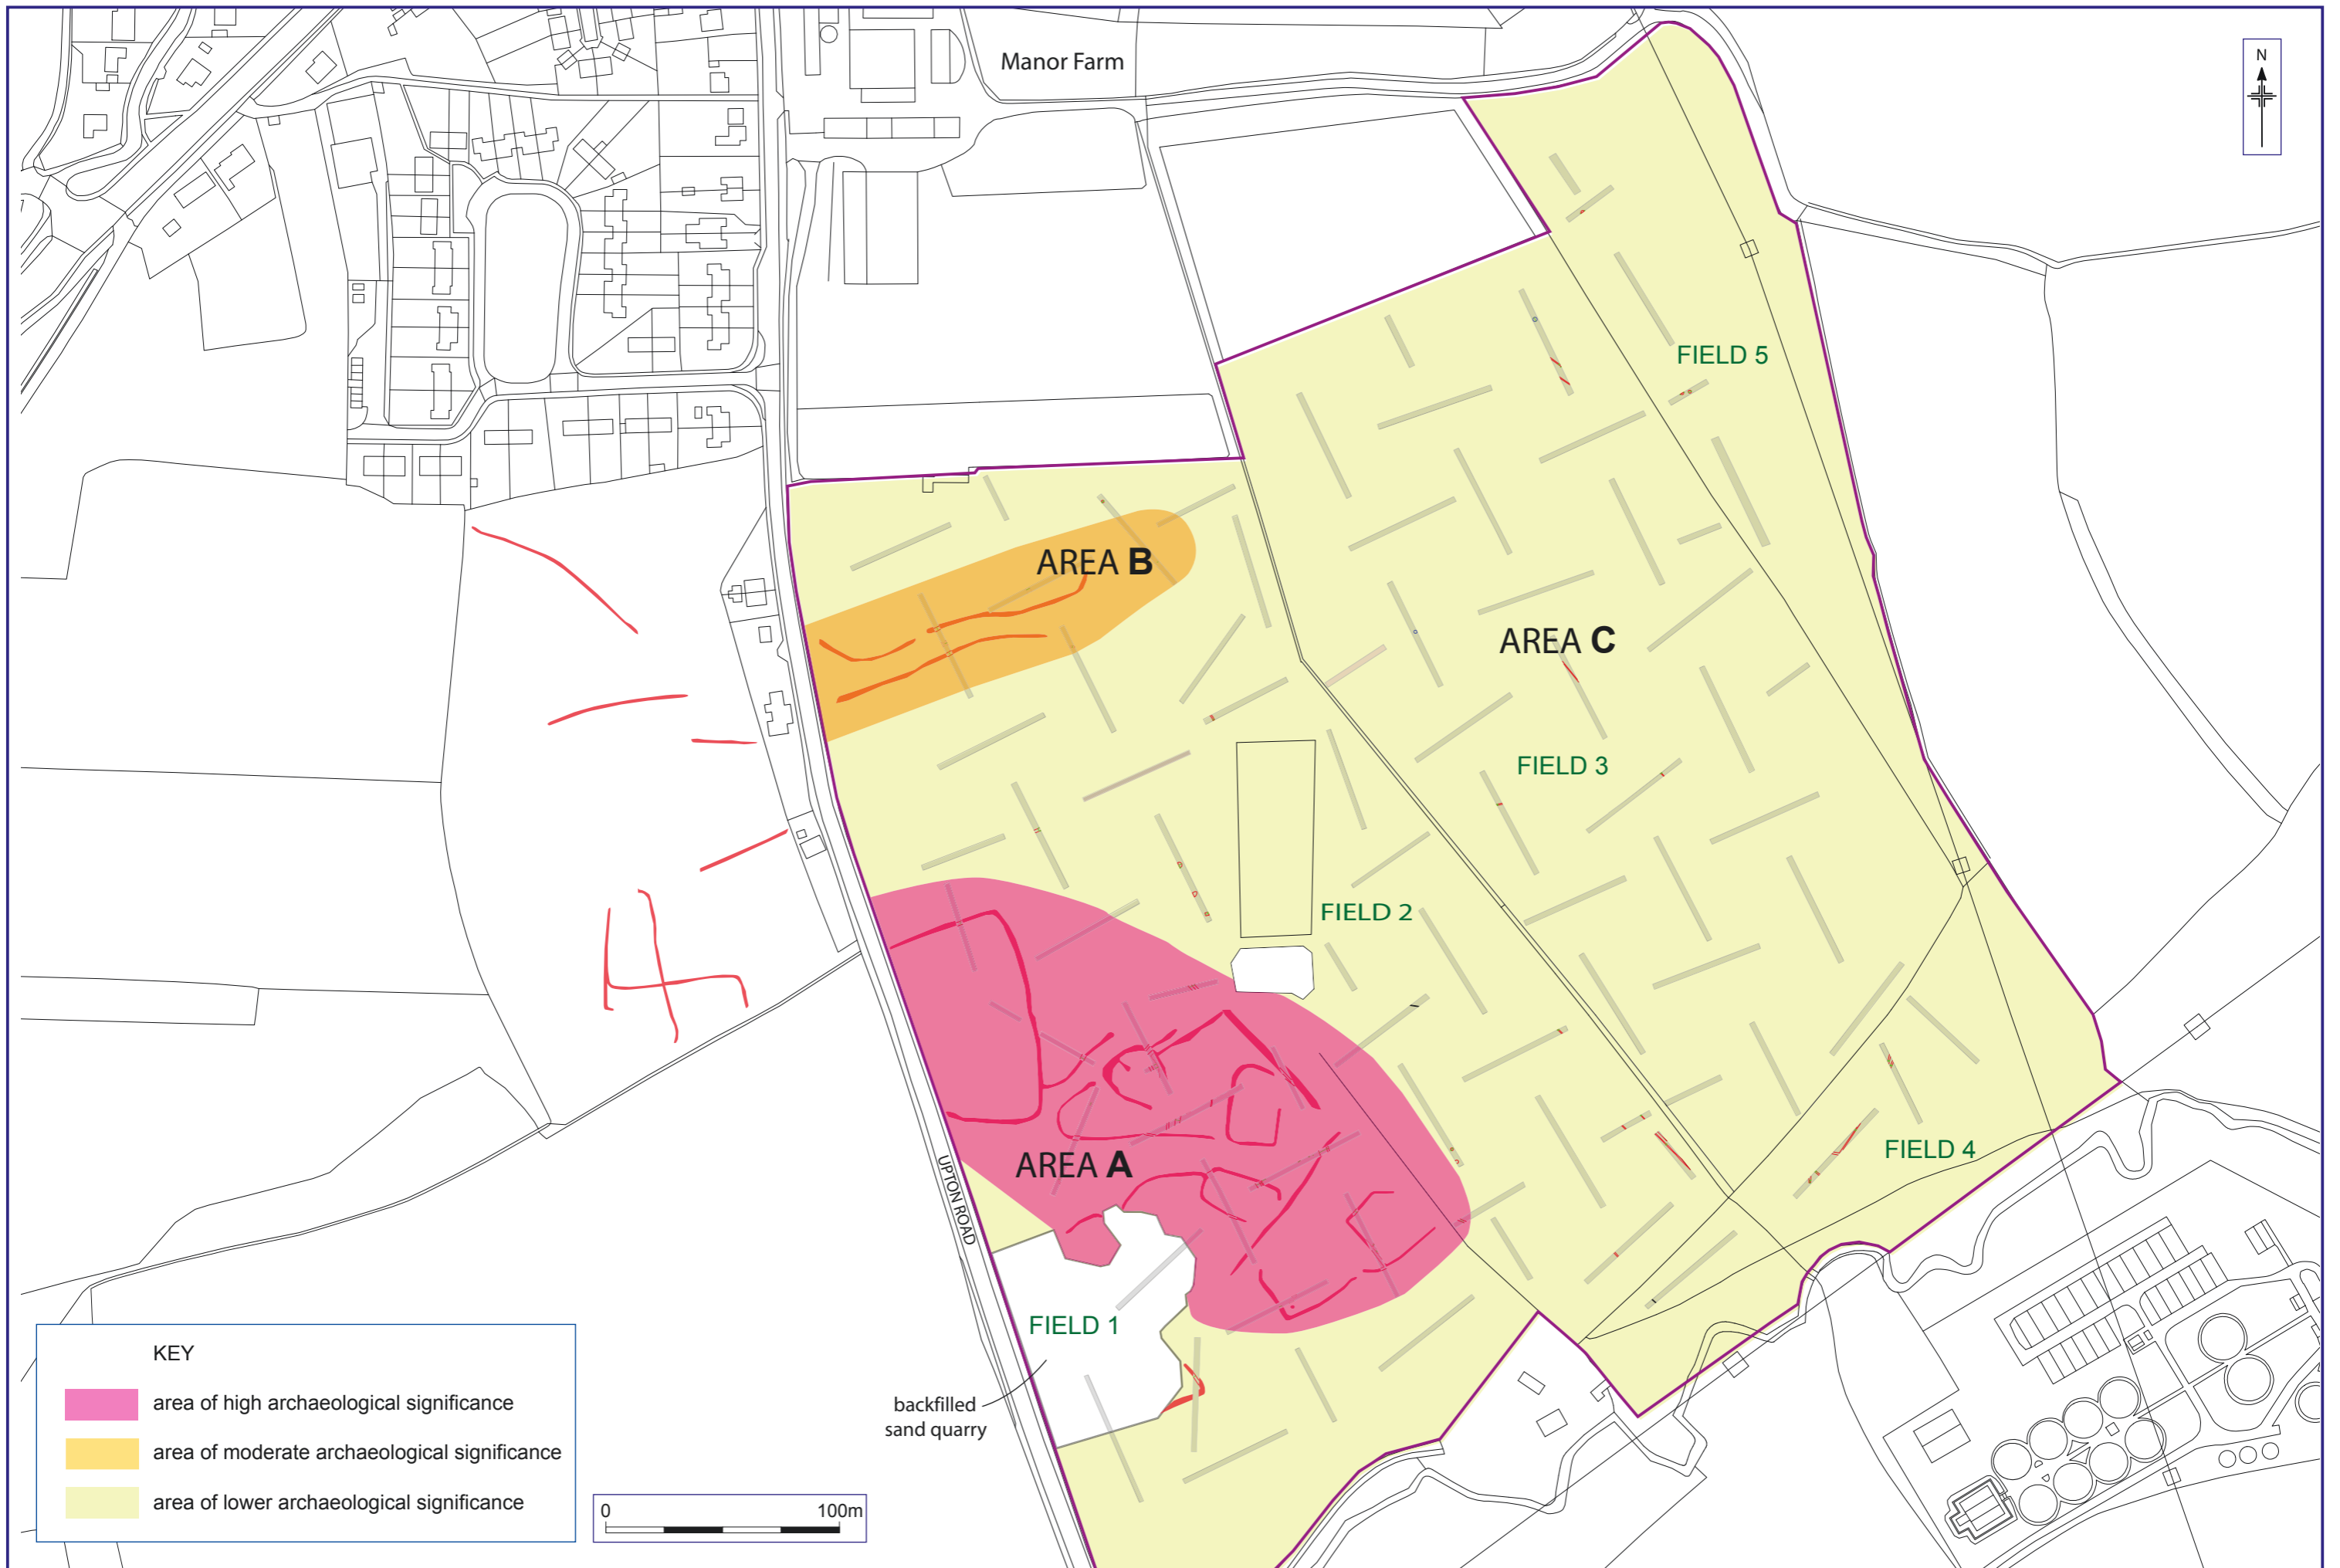 Manor Farm
N
FIELD 5
AREA B
AREA C
FIELD 3
FIELD 2
AREA A
FIELD 4
UPTON ROAD
FIELD 1
backfilled
sand quarry
KEY
area of high archaeological significance
area of moderate archaeological significance
area of lower archaeological significance
0 100m